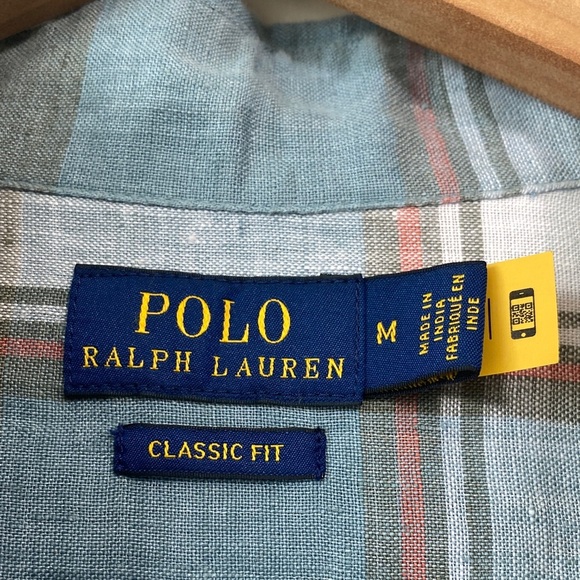 POLO
RALPH LAUREN
M
MADE IN
INDIA
FABRIQUÉ EN
INDE
CLASSIC FIT